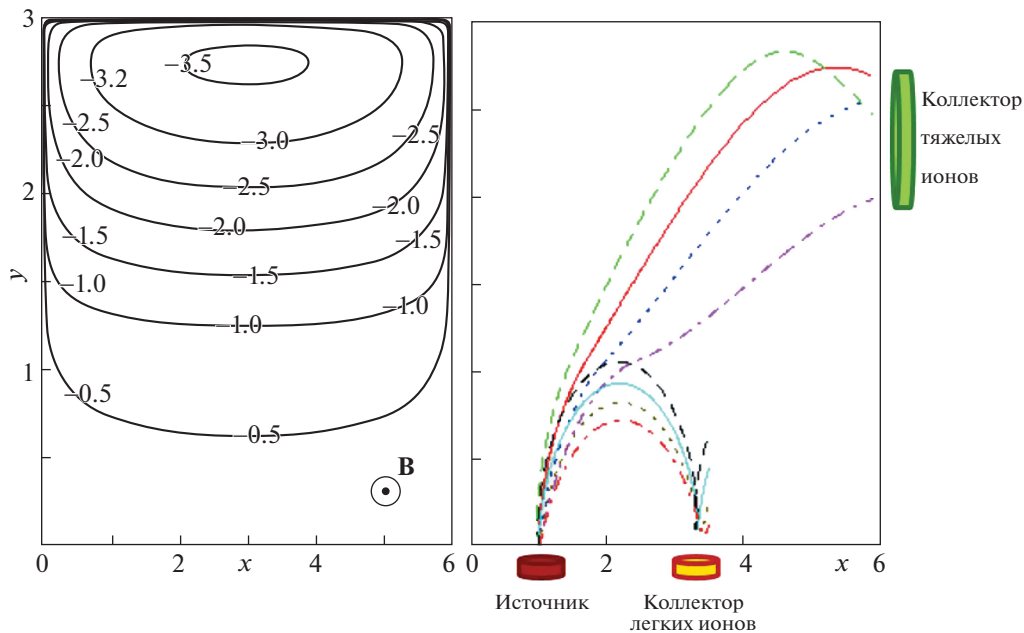 3
2
1
y
–3.5
–3.2
–3.0
–2.5
–2.5
–2.5
–2.0
–2.0
–2.0
–1.5
–1.5
–1.5
–1.0
–1.0
–1.0
–0.5
–0.5
B
0
2
x
4
6
0
2
4
x
6
Коллектор
тяжелых
ионов
Источник
Коллектор
легких ионов